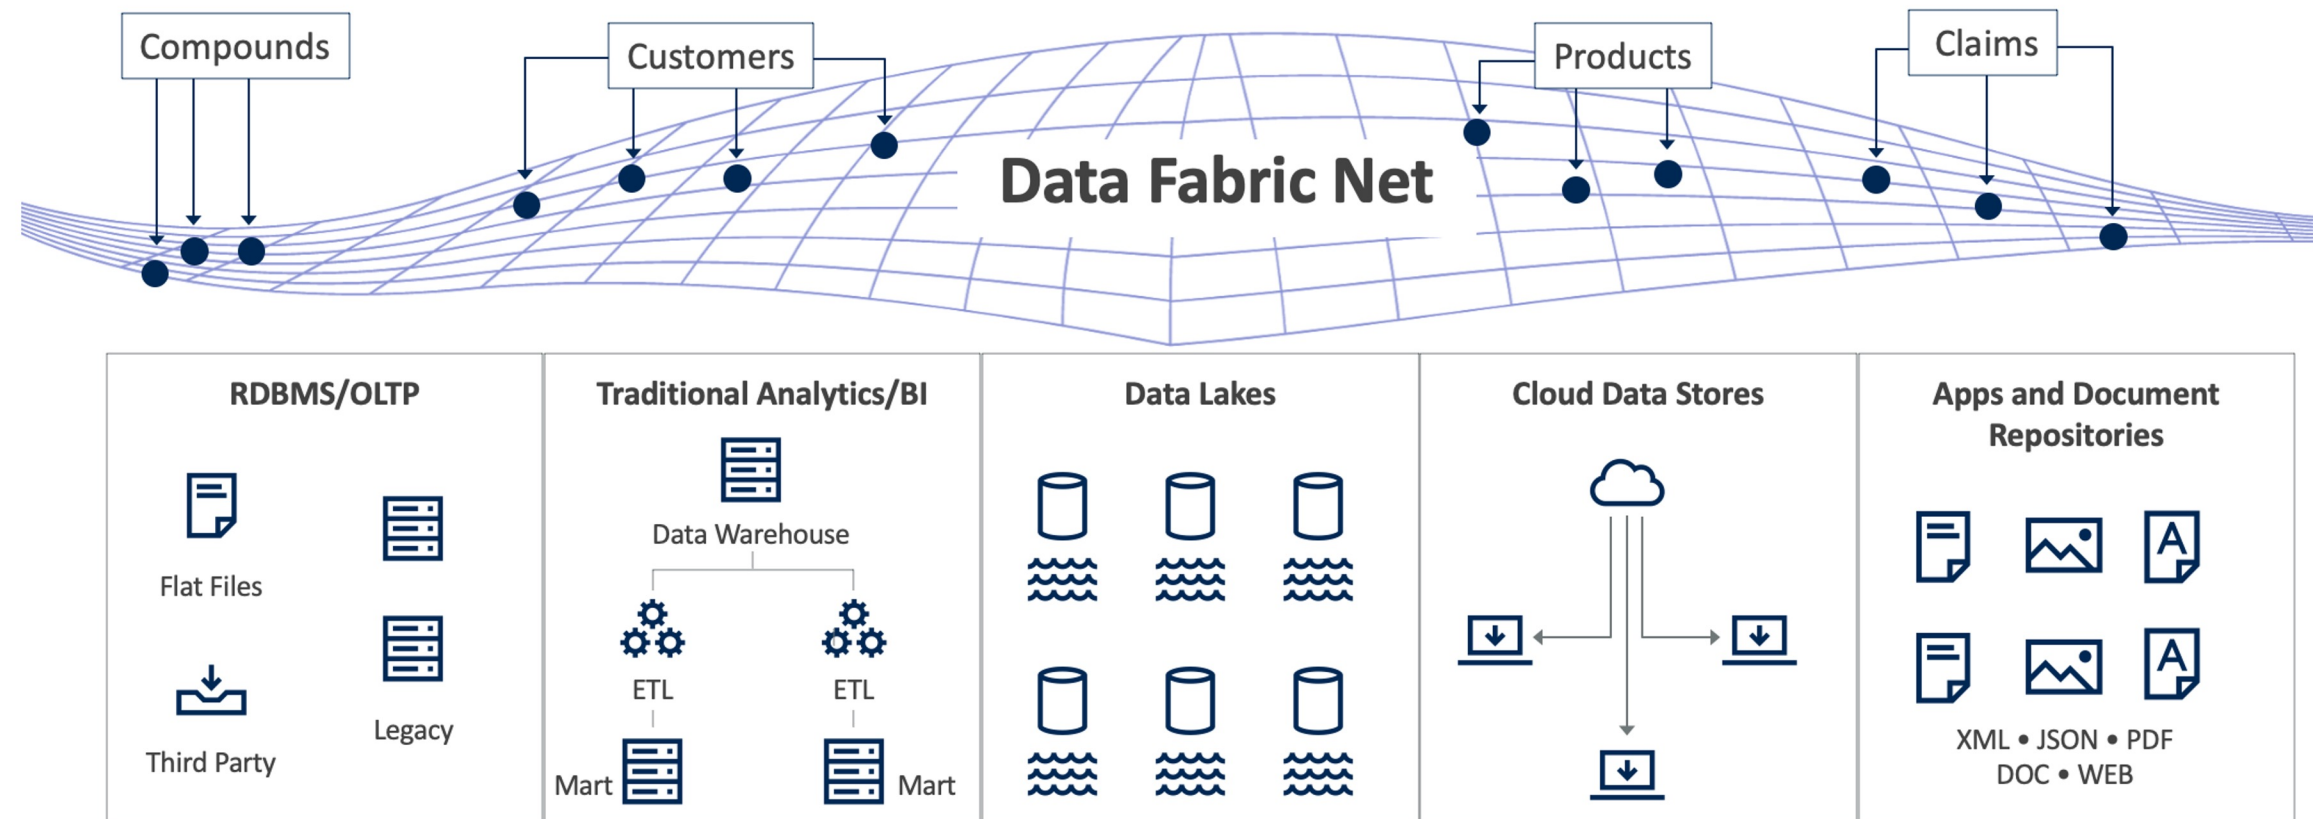 Compounds
Customers
Products
Claims
Data Fabric Net
RDBMS/OLTP
Flat Files
Legacy
Third Party
Traditional Analytics/BI
Data Warehouse
ETL
ETL
Mart
Mart
Data Lakes
Cloud Data Stores
Apps and Document
Repositories
A
A
XML • JSON • PDF
DOC • WEB